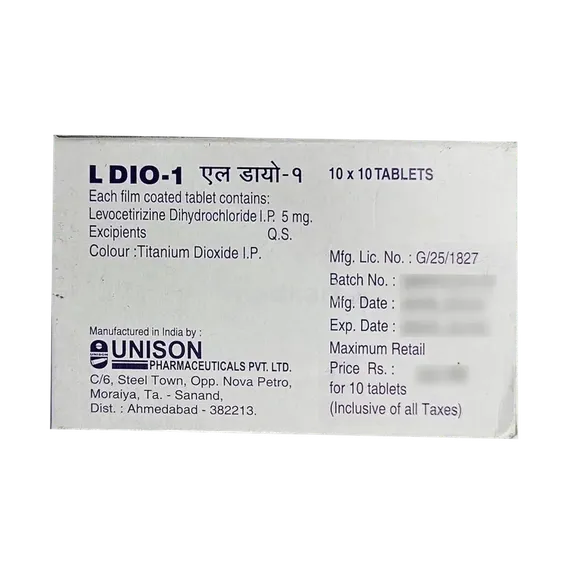 L DIO-1 एल डायो-१ 10 x 10 TABLETS
Each film coated tablet contains:
Levocetirizine Dihydrochloride I.P. 5 mg.
Excipients Q.S.
Colour :Titanium Dioxide I.P.
Mfg. Lic. No. : G/25/1827
Batch No. :
Mfg. Date :
Exp. Date :
Maximum Retail
Price Rs. :
for 10 tablets
(Inclusive of all Taxes)
Manufactured in India by :
UNISON
UNISON
PHARMACEUTICALS PVT. LTD.
C/6, Steel Town, Opp. Nova Petro,
Moraiya, Ta. - Sanand,
Dist. : Ahmedabad - 382213.